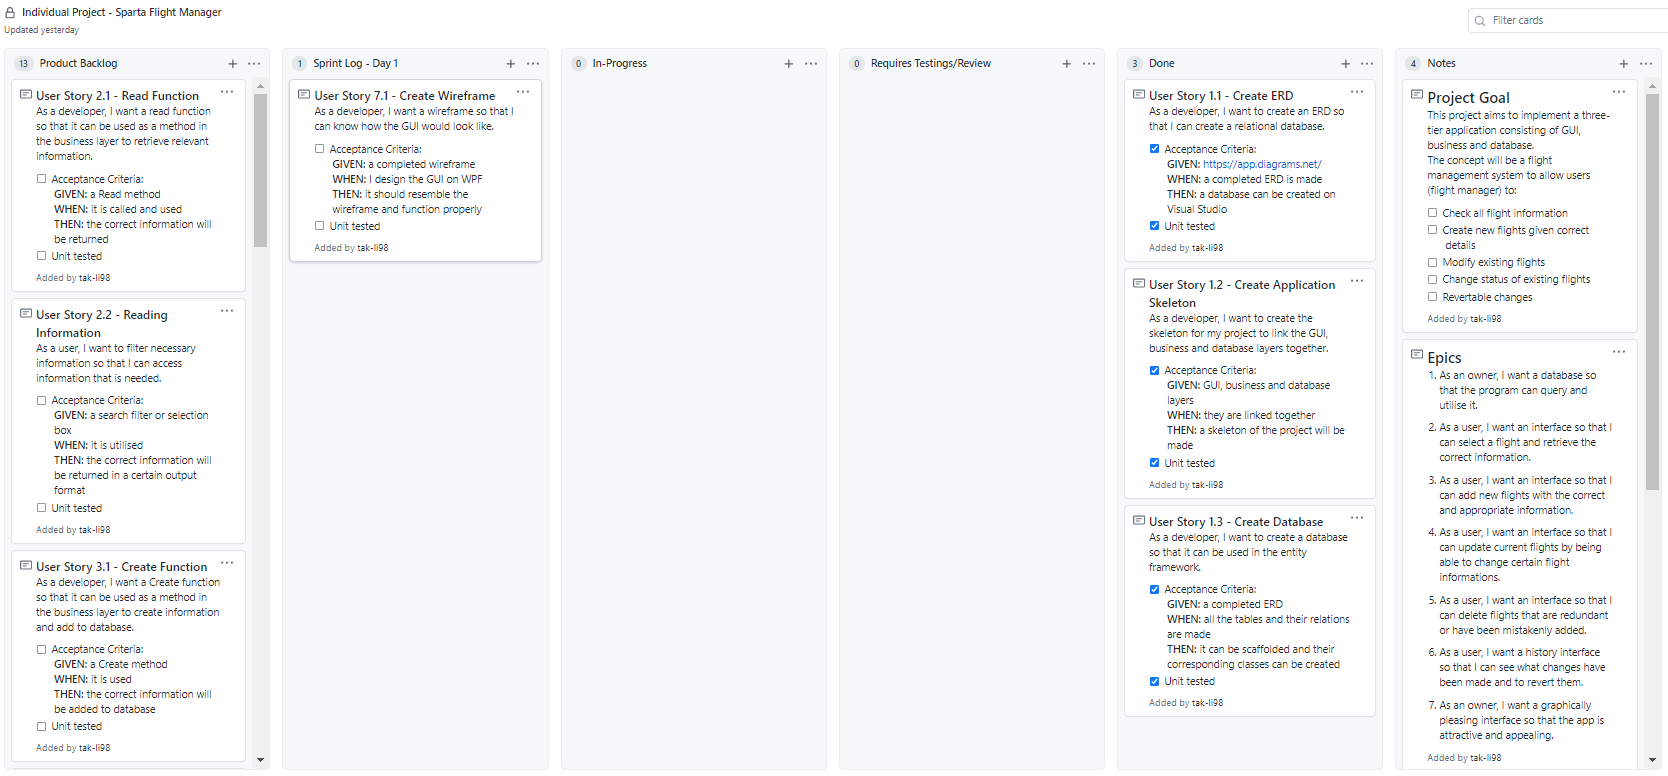 Individual Project - Sparta Flight Manager
Updated yesterday
Filter cards
13 Product Backlog
User Story 2.1 - Read Function
As a developer, I want a read function
so that it can be used as a method in
the business layer to retrieve relevant
information.
Acceptance Criteria:
GIVEN: a Read method
WHEN: it is called and used
THEN: the correct information will
be returned
Unit tested
Added by tak-li98
User Story 2.2 - Reading
Information
As a user, I want to filter necessary
information so that I can access
information that is needed.
Acceptance Criteria:
GIVEN: a search filter or selection
box
WHEN: it is utilised
THEN: the correct information will
be returned in a certain output
format
Unit tested
Added by tak-li98
User Story 3.1 - Create Function
As a developer, I want a Create function
so that it can be used as a method in
the business layer to create information
and add to database.
Acceptance Criteria:
GIVEN: a Create method
WHEN: it is used
THEN: the correct information will
be added to database
Unit tested
Added by tak-li98
1 Sprint Log - Day 1
User Story 7.1 - Create Wireframe
As a developer, I want a wireframe so that I
can know how the GUI would look like.
Acceptance Criteria:
GIVEN: a completed wireframe
WHEN: I design the GUI on WPF
THEN: it should resemble the
wireframe and function properly
Unit tested
Added by tak-li98
0 In-Progress
0 Requires Testings/Review
3 Done
User Story 1.1 - Create ERD
As a developer, I want to create an ERD so
that I can create a relational database.
Acceptance Criteria:
GIVEN: https://app.diagrams.net/
WHEN: a completed ERD is made
THEN: a database can be created on
Visual Studio
Unit tested
Added by tak-li98
User Story 1.2 - Create Application
Skeleton
As a developer, I want to create the
skeleton for my project to link the GUI,
business and database layers together.
Acceptance Criteria:
GIVEN: GUI, business and database
layers
WHEN: they are linked together
THEN: a skeleton of the project will be
made
Unit tested
Added by tak-li98
User Story 1.3 - Create Database
As a developer, I want to create a database
so that it can be used in the entity
framework.
Acceptance Criteria:
GIVEN: a completed ERD
WHEN: all the tables and their relations
are made
THEN: it can be scaffolded and their
corresponding classes can be created
Unit tested
Added by tak-li98
4 Notes
Project Goal
This project aims to implement a three-
tier application consisting of GUI,
business and database.
The concept will be a flight
management system to allow users
(flight manager) to:
Check all flight information
Create new flights given correct
details
Modify existing flights
Change status of existing flights
Revertable changes
Added by tak-li98
Epics
1. As an owner, I want a database so
that the program can query and
utilise it.
2. As a user, I want an interface so that I
can select a flight and retrieve the
correct information.
3. As a user, I want an interface so that I
can add new flights with the correct
and appropriate information.
4. As a user, I want an interface so that I
can update current flights by being
able to change certain flight
informations.
5. As a user, I want an interface so that I
can delete flights that are redundant
or have been mistakenly added.
6. As a user, I want a history interface
so that I can see what changes have
been made and to revert them.
7. As an owner, I want a graphically
pleasing interface so that the app is
attractive and appealing.
Added by tak-li98